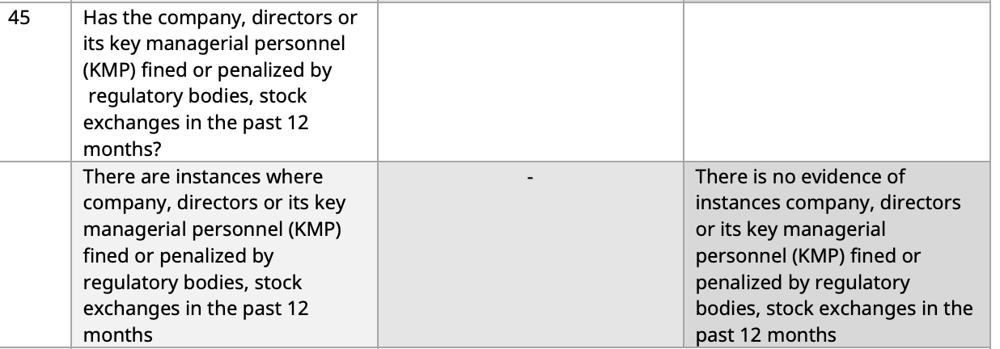 45
Has the company, directors or
its key managerial personnel
(KMP) fined or penalized by
regulatory bodies, stock
exchanges in the past 12
months?
There are instances where
company, directors or its key
managerial personnel (KMP)
fined or penalized by
regulatory bodies, stock
exchanges in the past 12
months
-
There is no evidence of
instances company, directors
or its key managerial
personnel (KMP) fined or
penalized by regulatory
bodies, stock exchanges in the
past 12 months